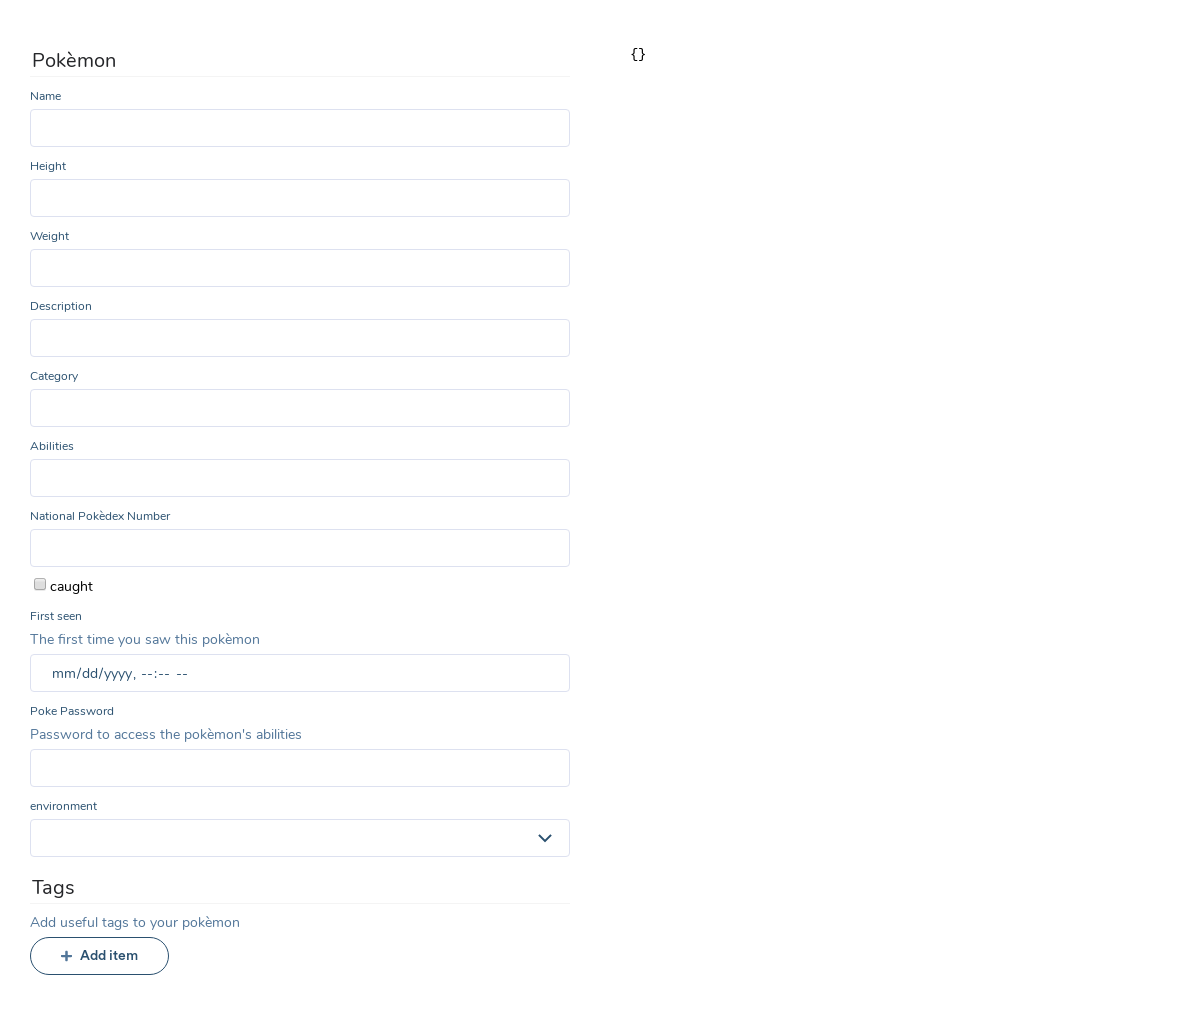 Pokèmon
{}
Name
Height
Weight
Description
Category
Abilities
National Pokèdex Number
caught
First seen
The first time you saw this pokèmon
mm/dd/yyyy, --:-- --
Poke Password
Password to access the pokèmon's abilities
environment
Tags
Add useful tags to your pokèmon
+ Add item